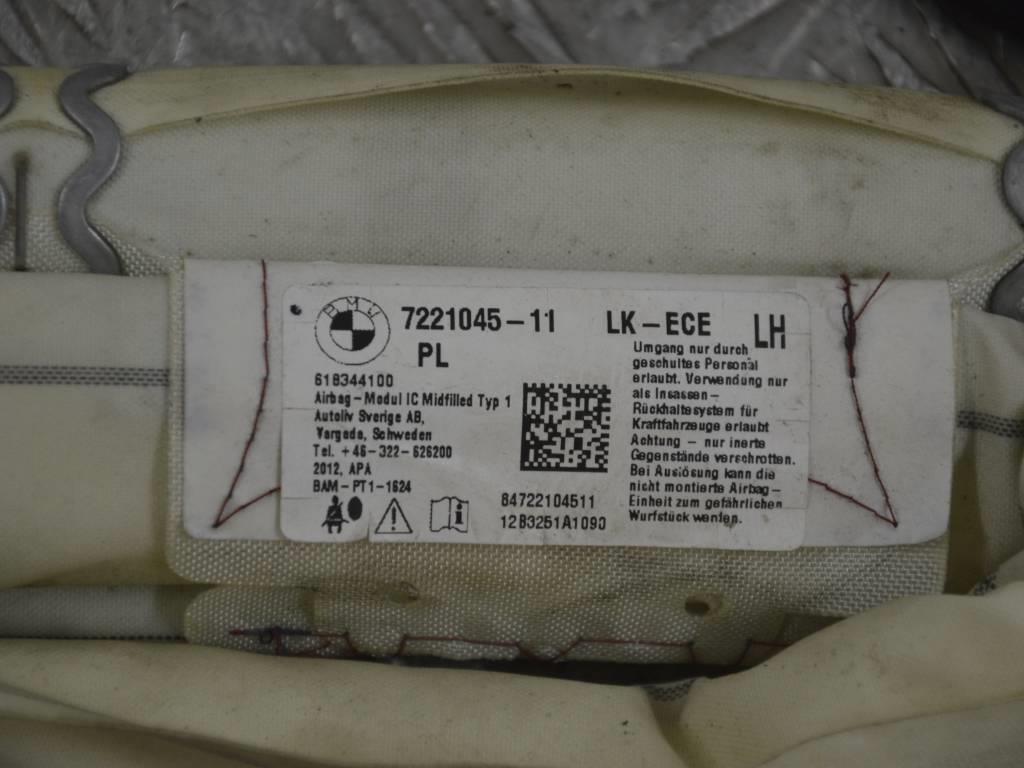 BMW
7221045-11 LK-ECE LH
PL
618344100
Airbag-Modul IC Midfilled Typ 1
Autoliv Sverige AB,
Vargada, Schweden
Tel. +46-322-626200
2012, APA
BAM-PT1-1624
84722104511
12B3251A1090
Umgang nur durch
geschultes Personal
erlaubt. Verwendung nur
als Insassen-
Rückhaltesystem für
Kraftfahrzeuge erlaubt
Achtung - nur inerte
Gegenstände verschrotten.
Bei Auslösung kann die
nicht montierte Airbag-
Einheit zum gefährlichen
Wurfstück werden.